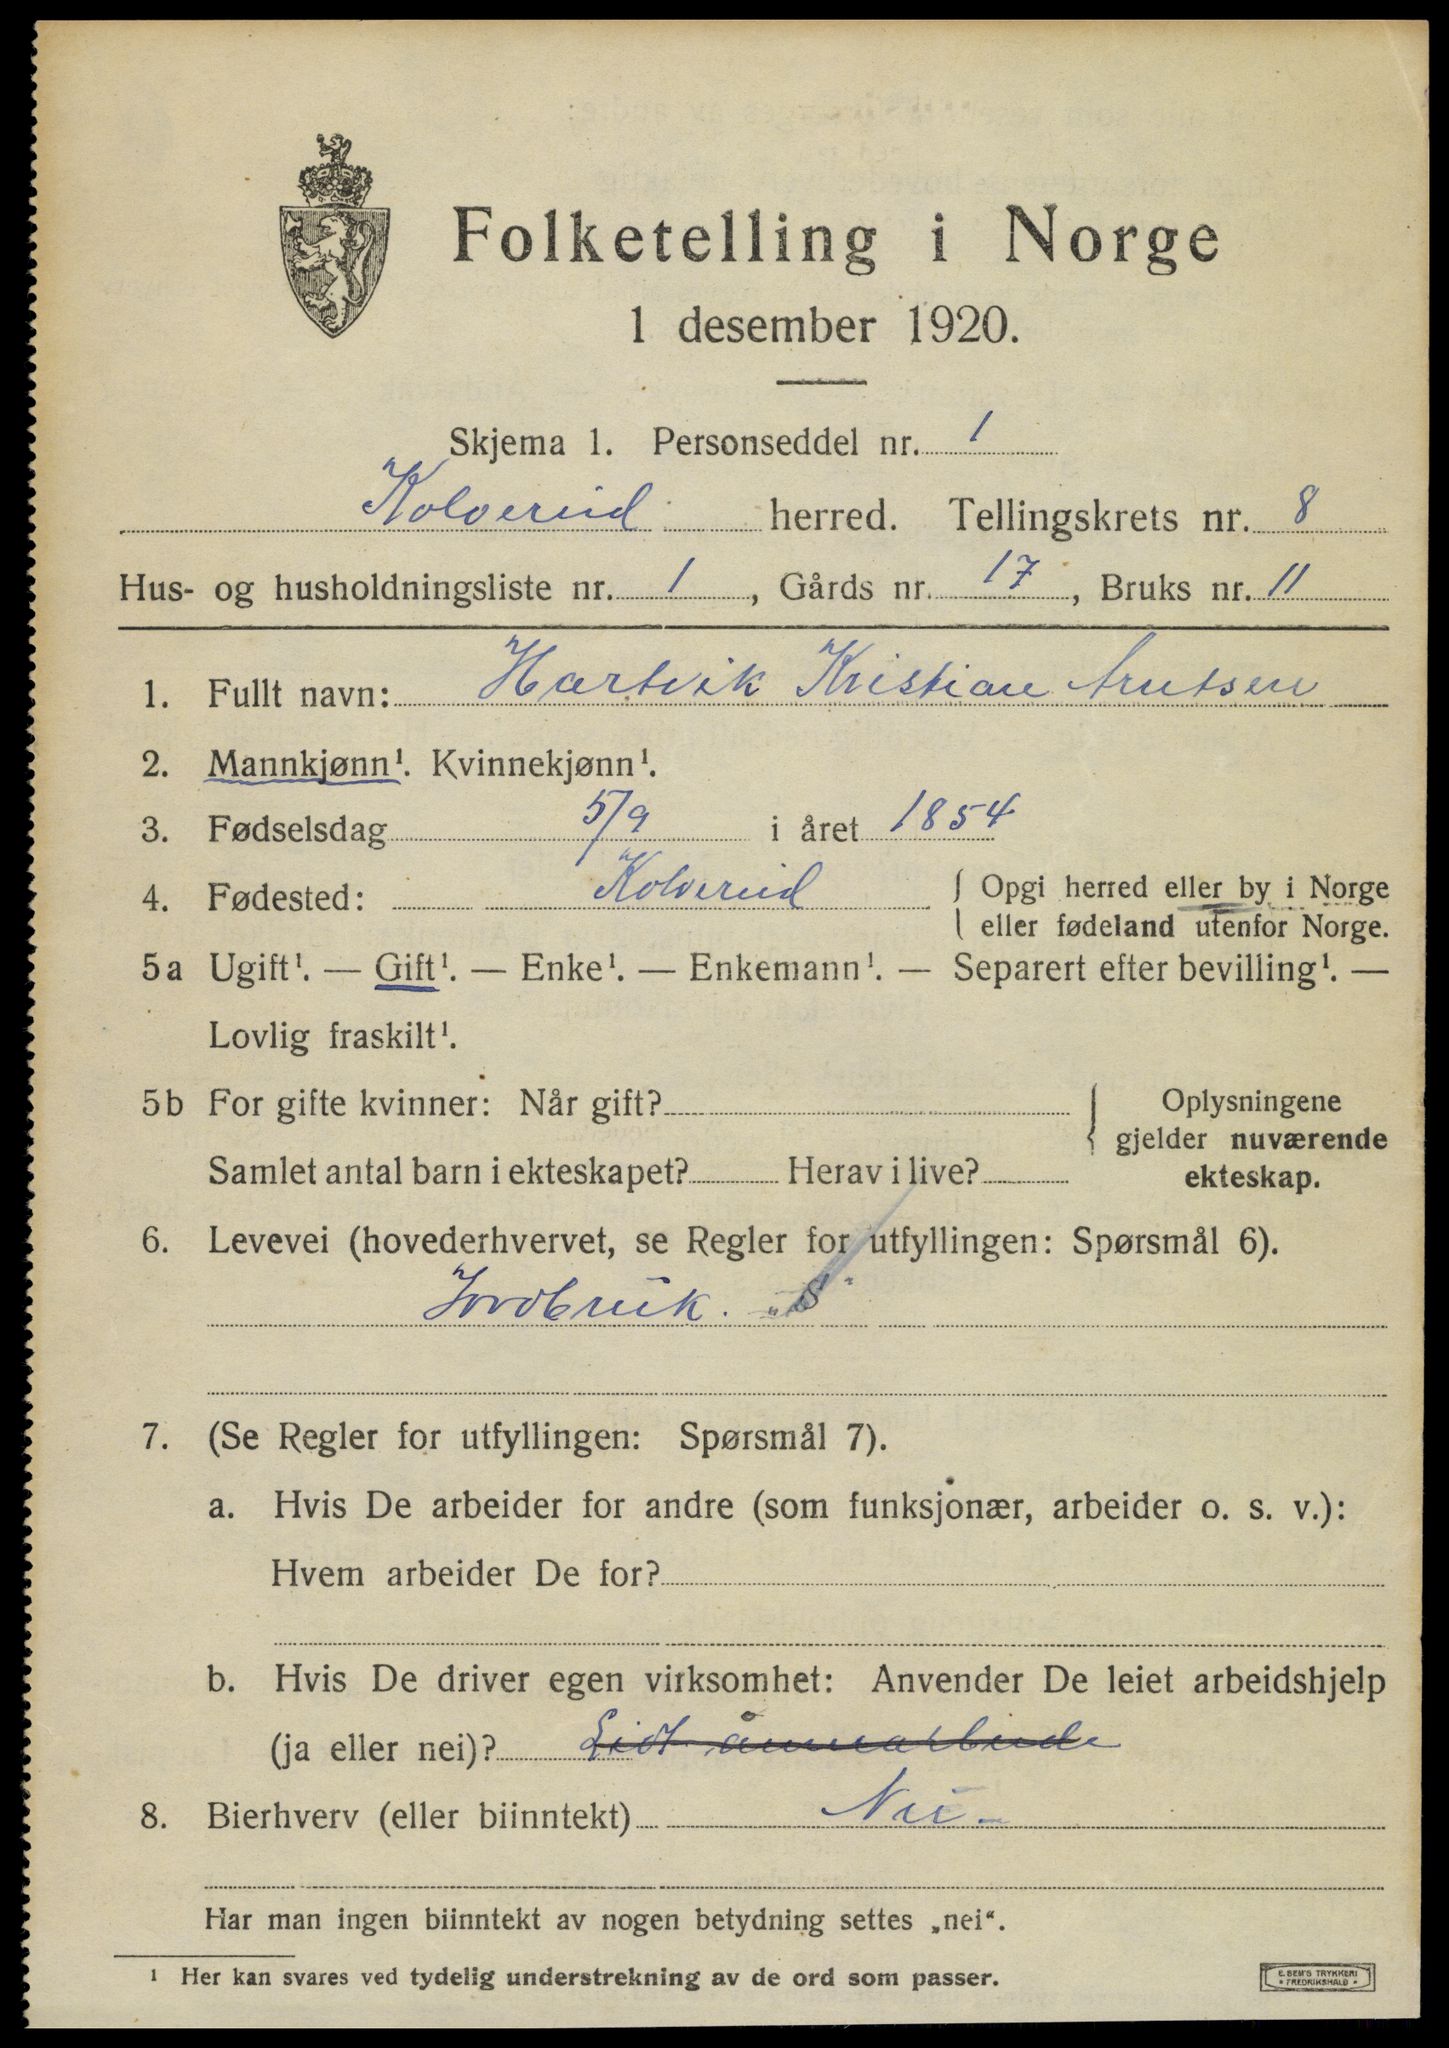 Folketelling i Norge
1 desember 1920.
Skjema 1. Personseddel nr. 1
Kolvereid herred. Tellingskrets nr. 8
Hus- og husholdningsliste nr. 1, Gårds nr. 17, Bruks nr. 11
1. Fullt navn: Hartvik Kristian Arntsen
2. Mannkjønn¹. Kvinnekjønn¹.
3. Fødselsdag 5/9 i året 1854
4. Fødested: Kolvereid { Opgi herred eller by i Norge
eller fødeland utenfor Norge.
5a Ugift¹. — Gift¹. — Enke¹. — Enkemann¹. — Separert efter bevilling¹. —
Lovlig fraskilt¹.
5b For gifte kvinner: Når gift?
Samlet antal barn i ekteskapet? Herav i live?
{ Oplysningene
gjelder nuværende
ekteskap.
6. Levevei (hovederhvervet, se Regler for utfyllingen: Spørsmål 6).
Jordbruk. „S"
7. (Se Regler for utfyllingen: Spørsmål 7).
a. Hvis De arbeider for andre (som funksjonær, arbeider o. s. v.):
Hvem arbeider De for?
b. Hvis De driver egen virksomhet: Anvender De leiet arbeidshjelp
(ja eller nei)? Lidt ånnarbeide
8. Bierhverv (eller biinntekt) Nei -
Har man ingen biinntekt av nogen betydning settes „nei“.
¹ Her kan svares ved tydelig understrekning av de ord som passer.
E. SEM'S TRYKKERI
• FREDRIKSHALD •